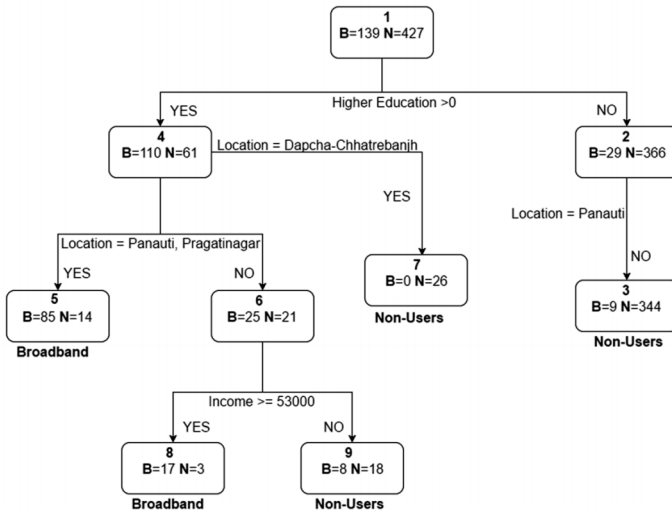 1
B=139 N=427
Higher Education >0
YES
NO
4
B=110 N=61
Location = Dapcha-Chhatrebanjh
2
B=29 N=366
YES
Location = Panauti
Location = Panauti, Pragatinagar
YES
NO
NO
7
B=0 N=26
Non-Users
5
B=85 N=14
Broadband
6
B=25 N=21
3
B=9 N=344
Non-Users
Income >= 53000
YES
NO
8
B=17 N=3
Broadband
9
B=8 N=18
Non-Users